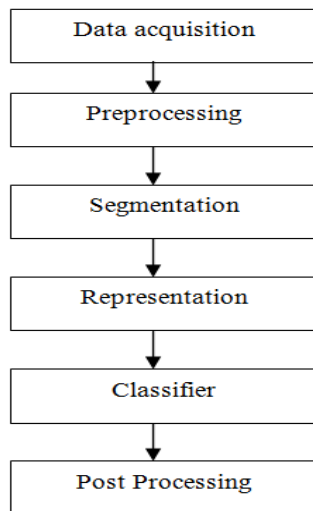 Data acquisition
Preprocessing
Segmentation
Representation
Classifier
Post Processing